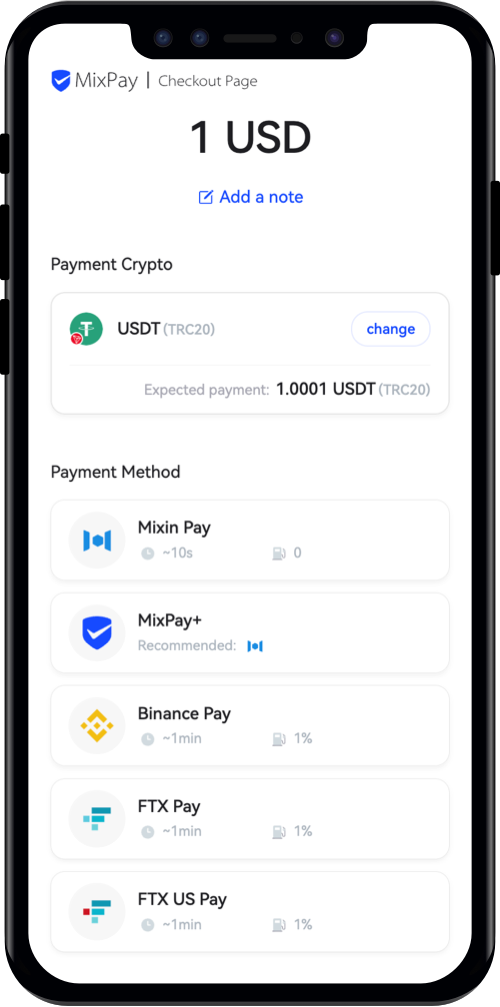 MixPay | Checkout Page
1 USD
Add a note
Payment Crypto
USDT (TRC20)
change
Expected payment: 1.0001 USDT (TRC20)
Payment Method
Mixin Pay
~10s 0
MixPay+
Recommended:
Binance Pay
~1min 1%
FTX Pay
~1min 1%
FTX US Pay
~1min 1%